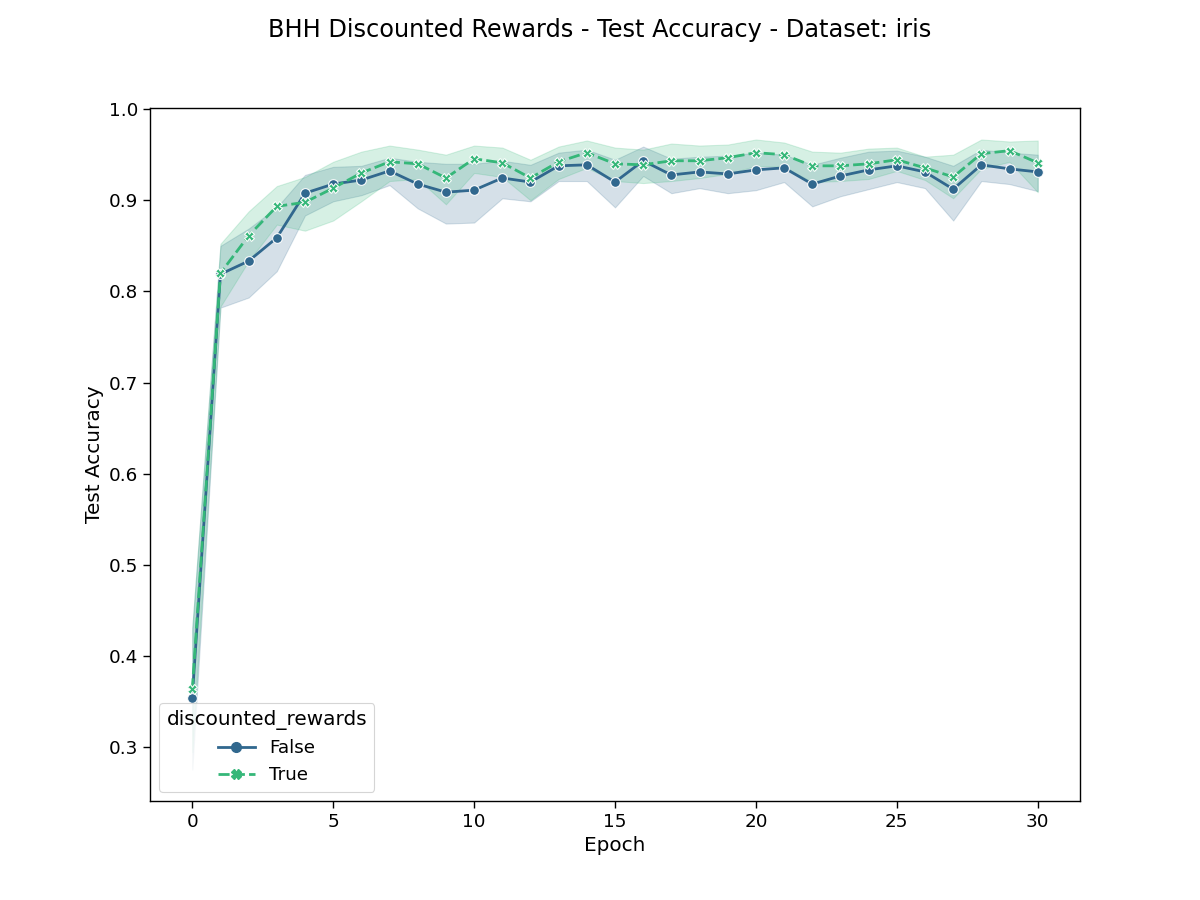 BHH Discounted Rewards - Test Accuracy - Dataset: iris
1.0
0.9
0.8
0.7
0.6
0.5
0.4
0.3
Test Accuracy
discounted_rewards
False
True
0 5 10 15 20 25 30
Epoch